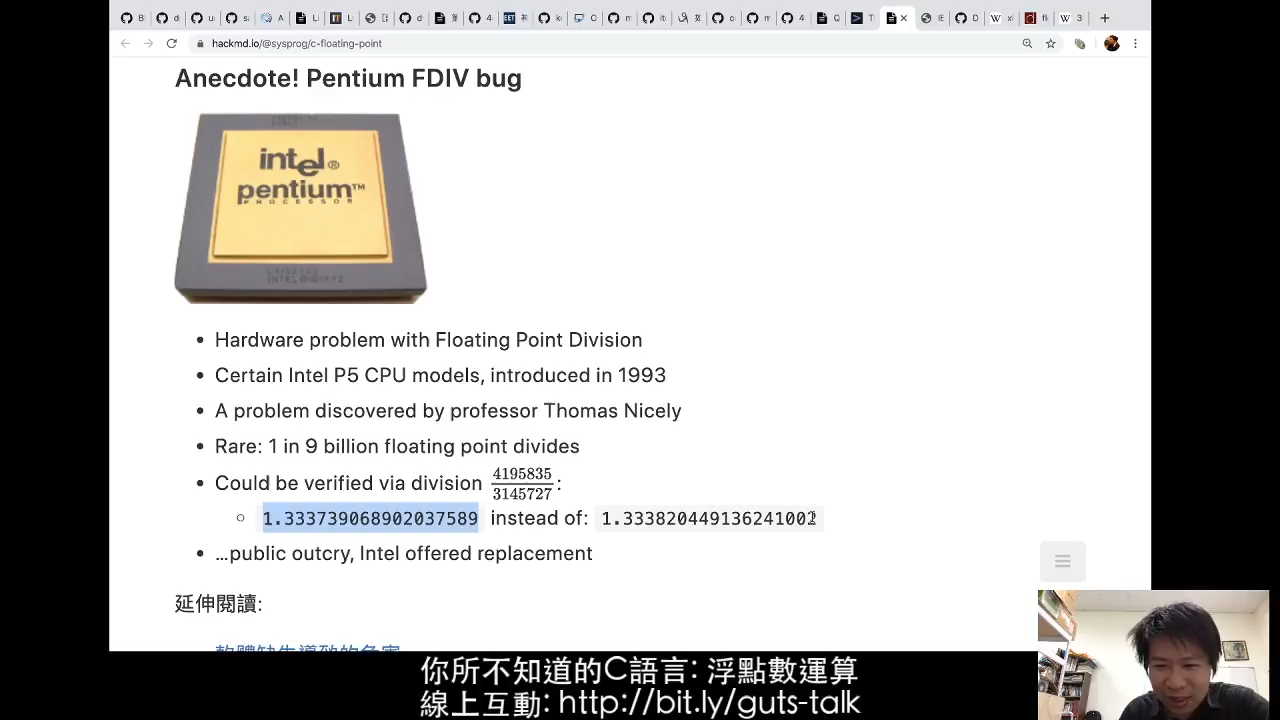 hackmd.io/@sysprog/c-floating-point
Anecdote! Pentium FDIV bug
intel®
pentium™
PROCESSOR
• Hardware problem with Floating Point Division
• Certain Intel P5 CPU models, introduced in 1993
• A problem discovered by professor Thomas Nicely
• Rare: 1 in 9 billion floating point divides
• Could be verified via division 4195835/3145727:
1.333739068902037589 instead of: 1.333820449136241002
• …public outcry, Intel offered replacement
延伸閱讀:
你所不知道的C語言: 浮點數運算
線上互動: http://bit.ly/guts-talk